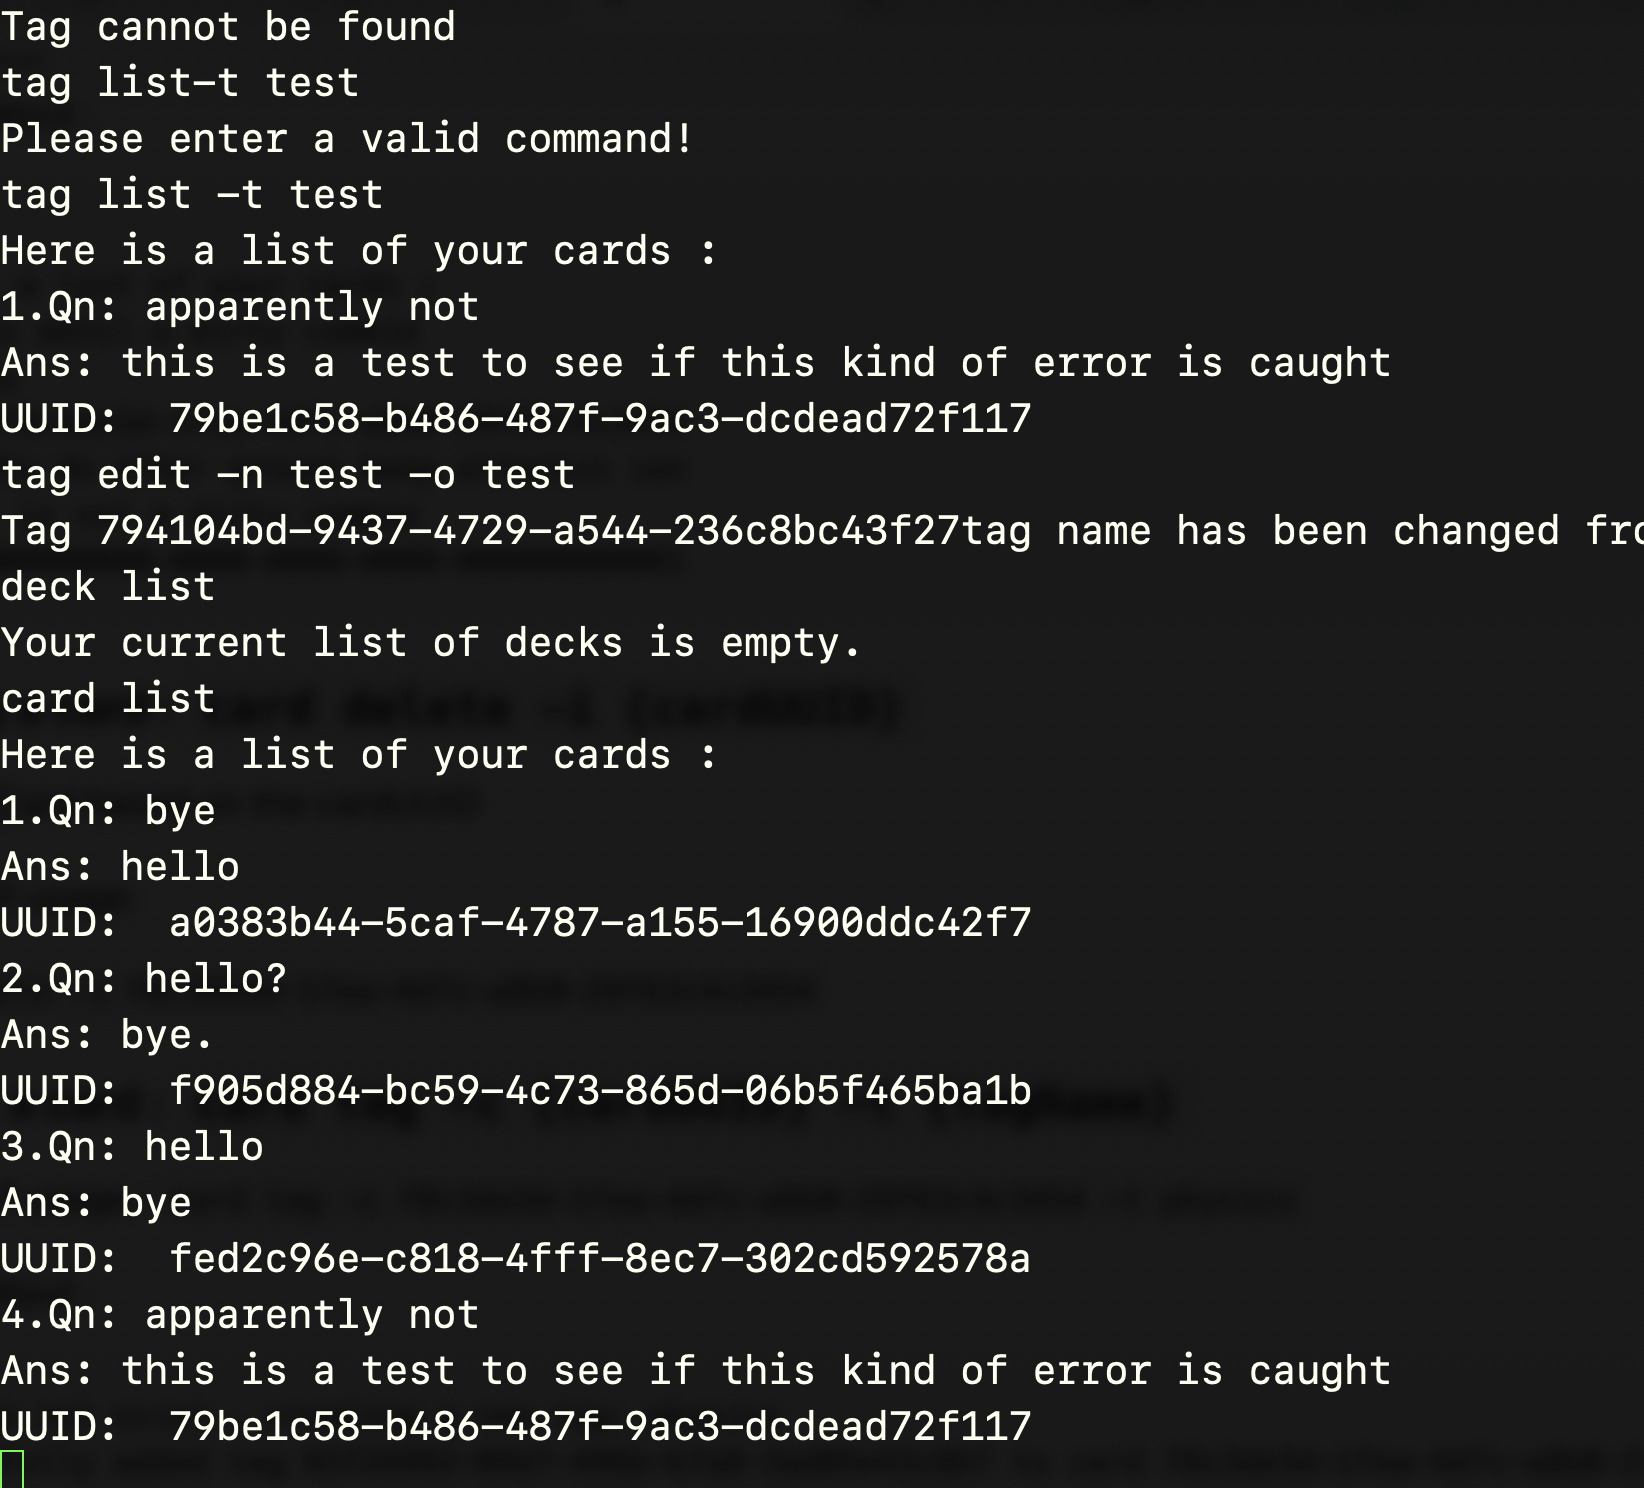 Tag cannot be found
tag list-t test
Please enter a valid command!
tag list -t test
Here is a list of your cards :
1.Qn: apparently not
Ans: this is a test to see if this kind of error is caught
UUID:  79be1c58-b486-487f-9ac3-dcdead72f117
tag edit -n test -o test
Tag 794104bd-9437-4729-a544-236c8bc43f27tag name has been changed fro
deck list
Your current list of decks is empty.
card list
Here is a list of your cards :
1.Qn: bye
Ans: hello
UUID:  a0383b44-5caf-4787-a155-16900ddc42f7
2.Qn: hello?
Ans: bye.
UUID:  f905d884-bc59-4c73-865d-06b5f465ba1b
3.Qn: hello
Ans: bye
UUID:  fed2c96e-c818-4fff-8ec7-302cd592578a
4.Qn: apparently not
Ans: this is a test to see if this kind of error is caught
UUID:  79be1c58-b486-487f-9ac3-dcdead72f117